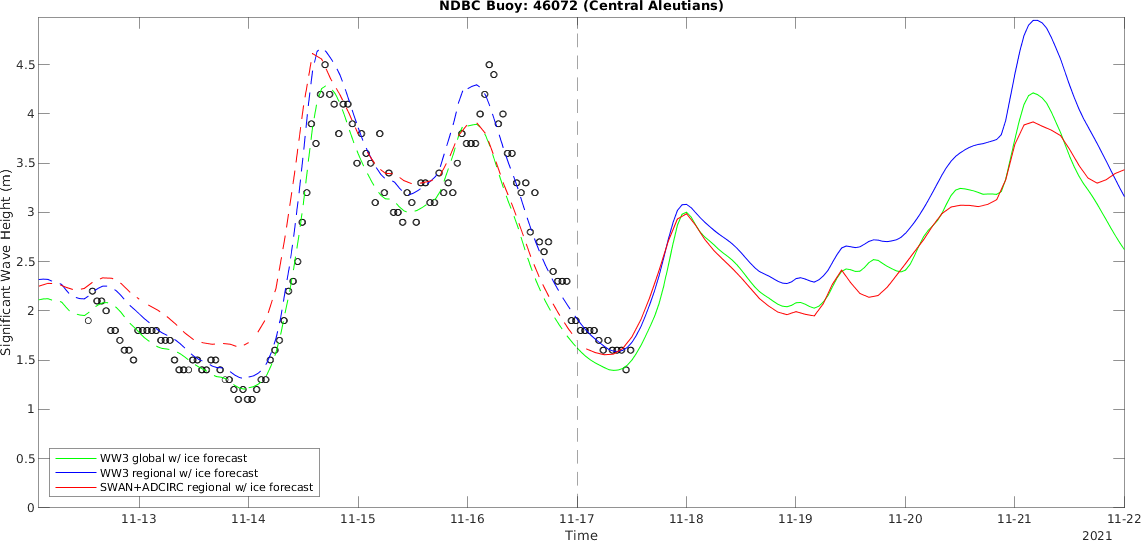 NDBC Buoy: 46072 (Central Aleutians)
Significant Wave Height (m)
4.5
4
3.5
3
2.5
2
1.5
1
0.5
0
WW3 global w/ ice forecast
WW3 regional w/ ice forecast
SWAN+ADCIRC regional w/ ice forecast
11-13 11-14 11-15 11-16 11-17 11-18 11-19 11-20 11-21 11-22
Time
2021